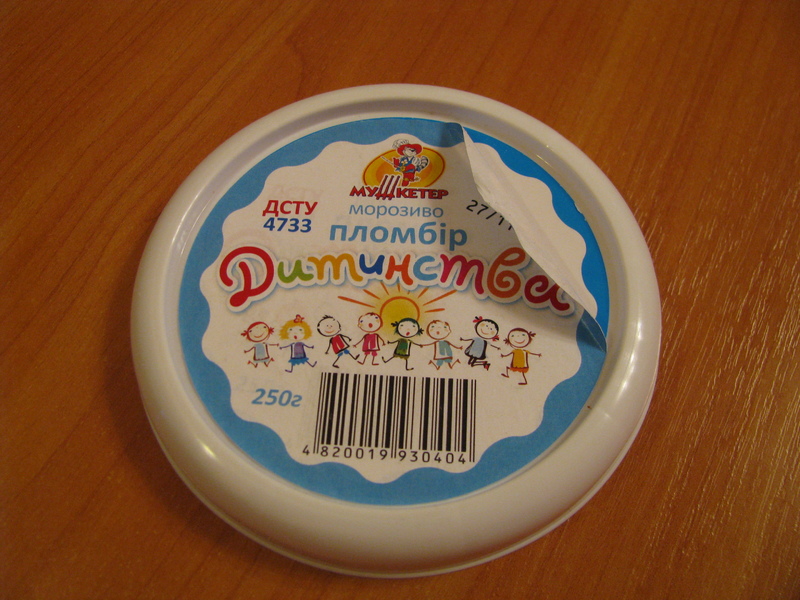 МУШКЕТЕР
ДСТУ
4733
морозиво
пломбір
Дитинства
250г
4 820019 930404